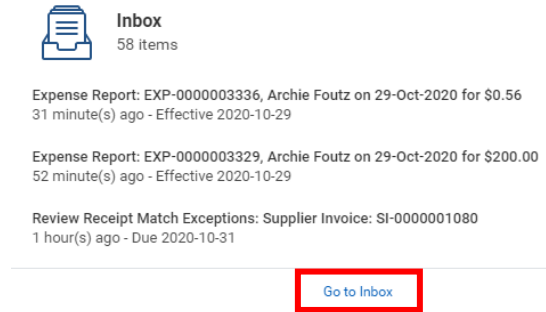 Inbox
58 items
Expense Report: EXP-0000003336, Archie Foutz on 29-Oct-2020 for $0.56
31 minute(s) ago - Effective 2020-10-29
Expense Report: EXP-0000003329, Archie Foutz on 29-Oct-2020 for $200.00
52 minute(s) ago - Effective 2020-10-29
Review Receipt Match Exceptions: Supplier Invoice: SI-0000001080
1 hour(s) ago - Due 2020-10-31
Go to Inbox